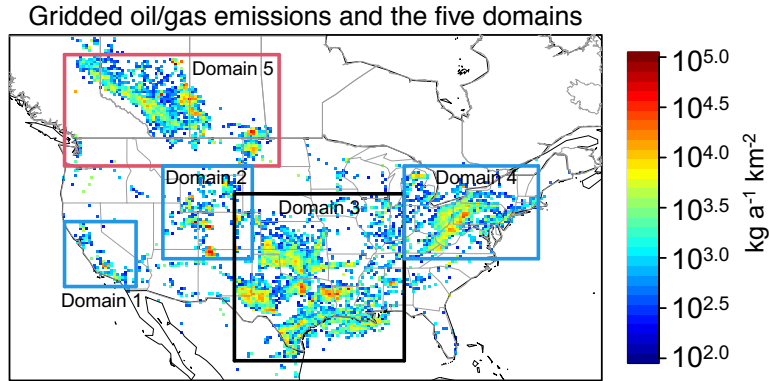 Gridded oil/gas emissions and the five domains
Domain 5
Domain 2
Domain 4
Domain 3
Domain 1
10^5.0
10^4.5
10^4.0
10^3.5
10^3.0
10^2.5
10^2.0
kg a^-1 km^-2